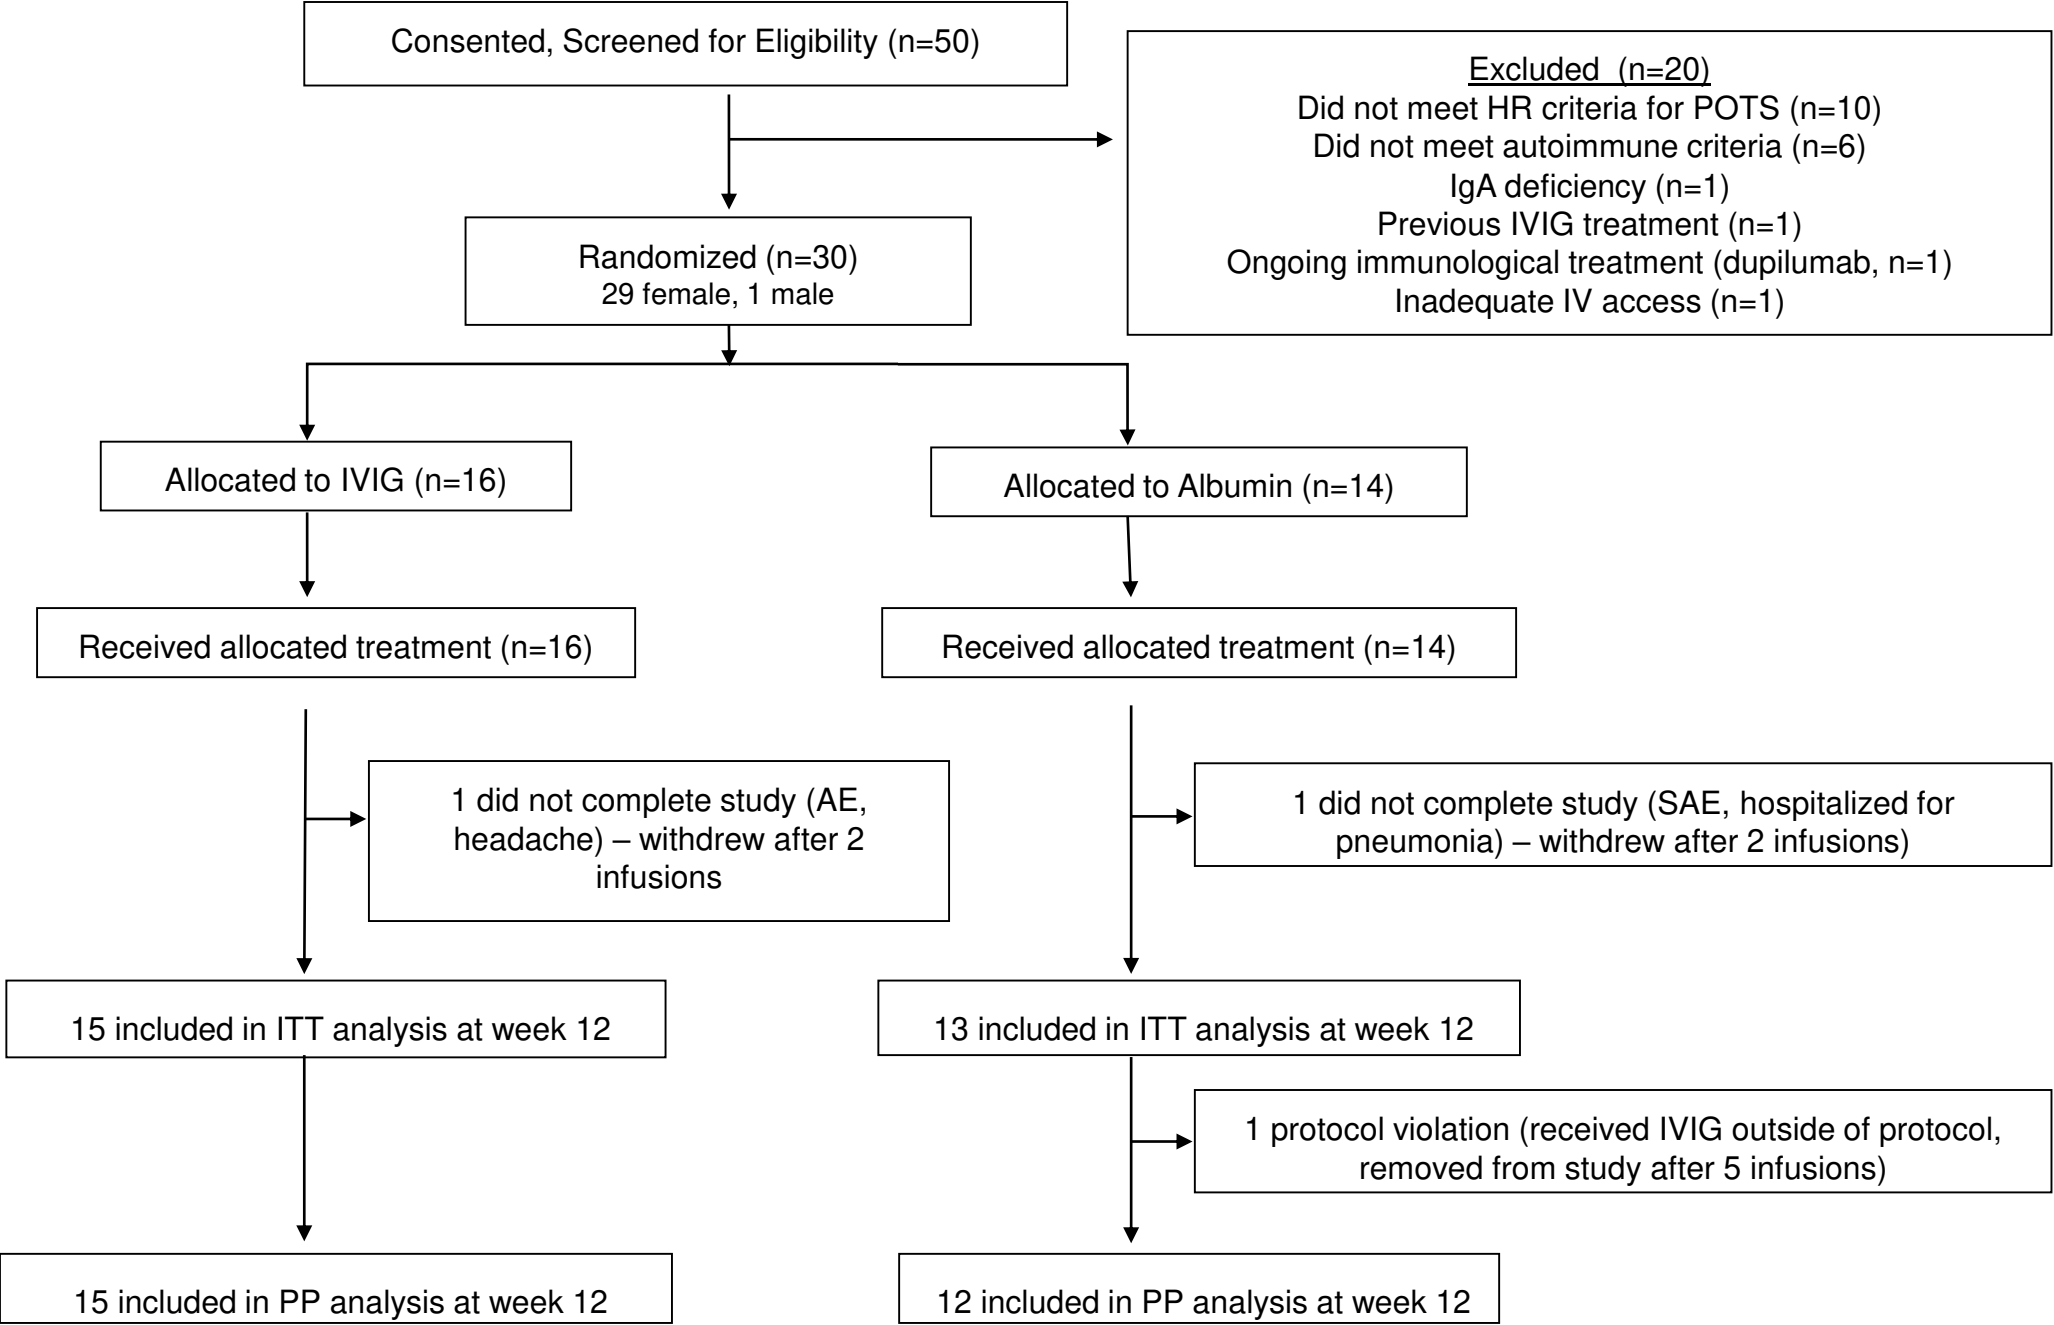 Consented, Screened for Eligibility (n=50)
Excluded (n=20)
Did not meet HR criteria for POTS (n=10)
Did not meet autoimmune criteria (n=6)
IgA deficiency (n=1)
Previous IVIG treatment (n=1)
Ongoing immunological treatment (dupilumab, n=1)
Inadequate IV access (n=1)
Randomized (n=30)
29 female, 1 male
Allocated to IVIG (n=16)
Allocated to Albumin (n=14)
Received allocated treatment (n=16)
Received allocated treatment (n=14)
1 did not complete study (AE,
headache) – withdrew after 2
infusions
1 did not complete study (SAE, hospitalized for
pneumonia) – withdrew after 2 infusions)
15 included in ITT analysis at week 12
13 included in ITT analysis at week 12
1 protocol violation (received IVIG outside of protocol,
removed from study after 5 infusions)
15 included in PP analysis at week 12
12 included in PP analysis at week 12